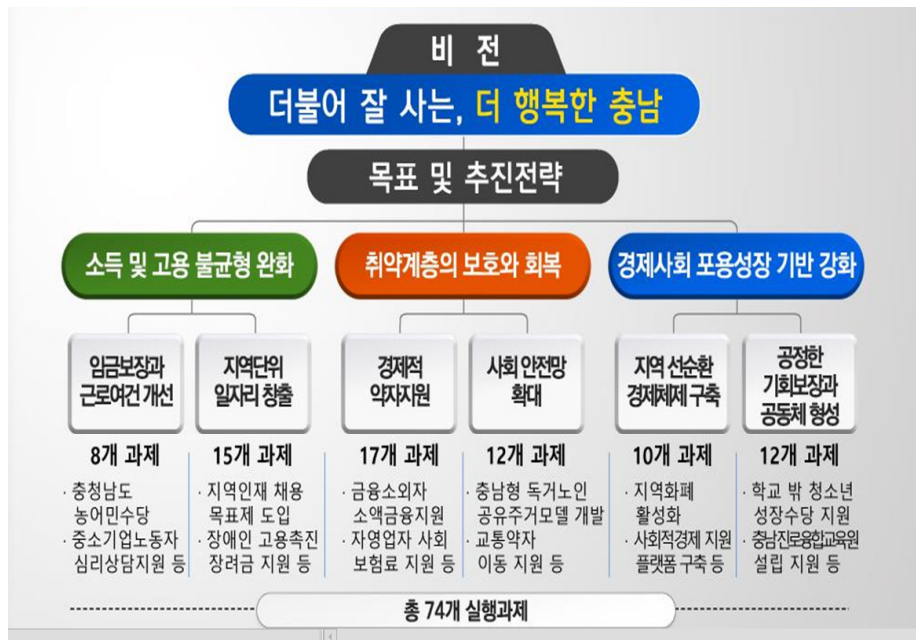 비 전
더불어 잘 사는, 더 행복한 충남
목표 및 추진전략
소득 및 고용 불균형 완화
취약계층의 보호와 회복
경제사회 포용성장 기반 강화
임금보장과
근로여건 개선
지역단위
일자리 창출
경제적
약자지원
사회 안전망
확대
지역 선순환
경제체제 구축
공정한
기회보장과
공동체 형성
8개 과제
15개 과제
17개 과제
12개 과제
10개 과제
12개 과제
· 충청남도
농어민수당
· 중소기업노동자
심리상담지원 등
· 지역인재 채용
목표제 도입
· 장애인 고용촉진
장려금 지원 등
· 금융소외자
소액금융지원
· 자영업자 사회
보험료 지원 등
· 충남형 독거노인
공유주거모델 개발
· 교통약자
이동 지원 등
· 지역화폐
활성화
· 사회적경제 지원
플랫폼 구축 등
· 학교 밖 청소년
성장수당 지원
· 충남진로융합교육원
설립 지원 등
총 74개 실행과제